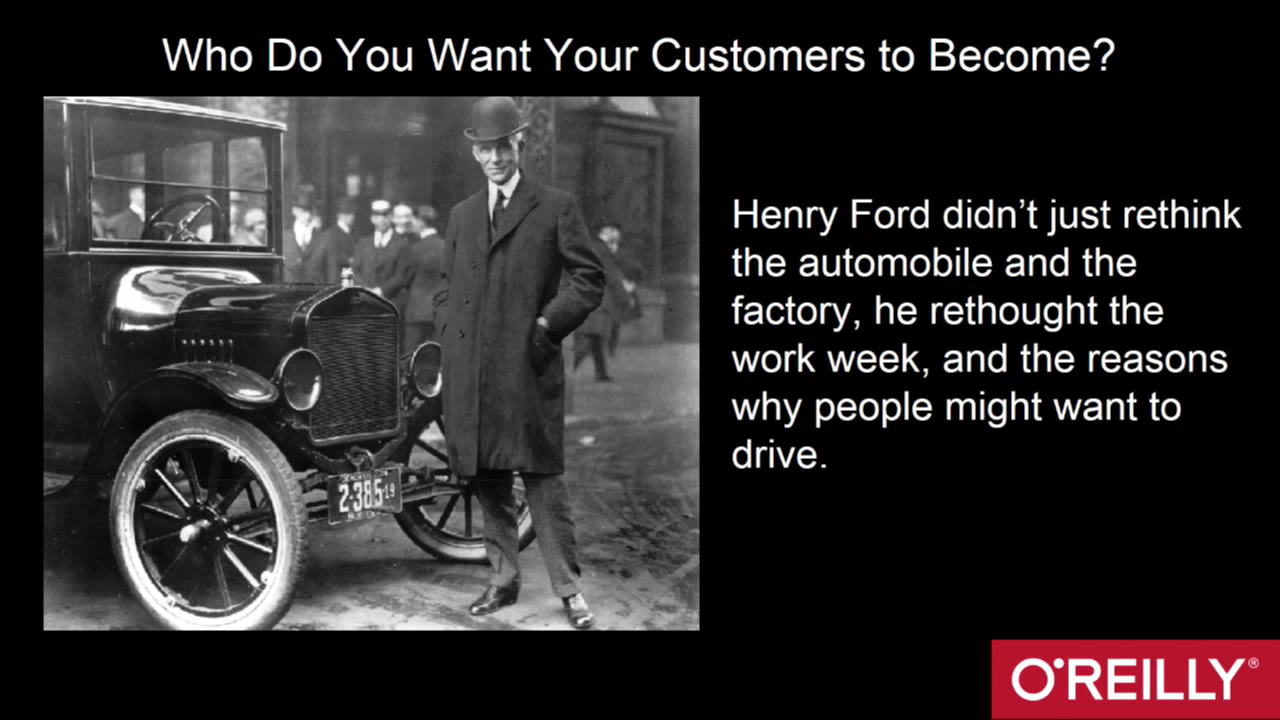 Who Do You Want Your Customers to Become?
Henry Ford didn’t just rethink
the automobile and the
factory, he rethought the
work week, and the reasons
why people might want to
drive.
2-385-19
O'REILLY®